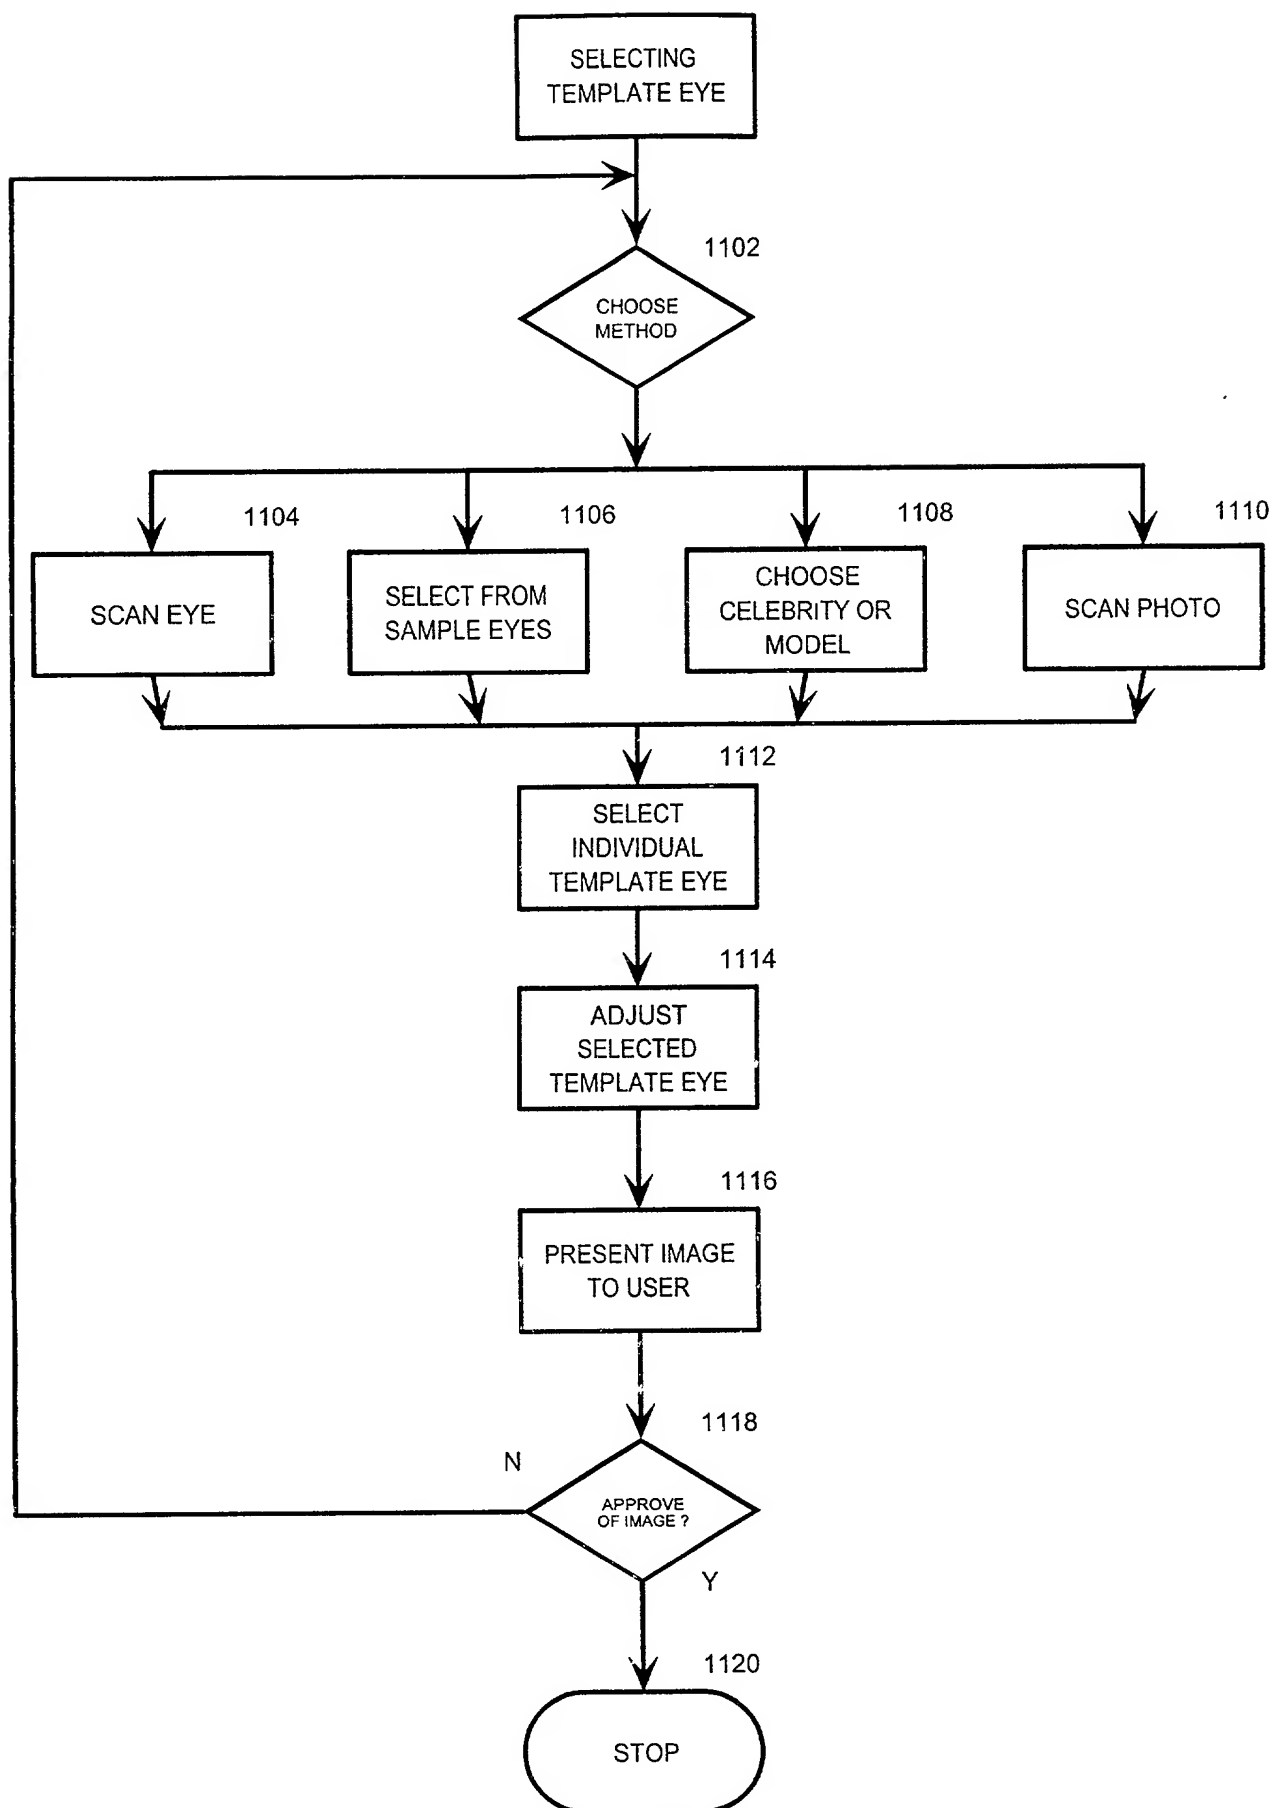 SELECTING
TEMPLATE EYE
1102
CHOOSE
METHOD
1104
1106
1108
1110
SCAN EYE
SELECT FROM
SAMPLE EYES
CHOOSE
CELEBRITY OR
MODEL
SCAN PHOTO
1112
SELECT
INDIVIDUAL
TEMPLATE EYE
1114
ADJUST
SELECTED
TEMPLATE EYE
1116
PRESENT IMAGE
TO USER
1118
N
APPROVE
OF IMAGE ?
Y
1120
STOP